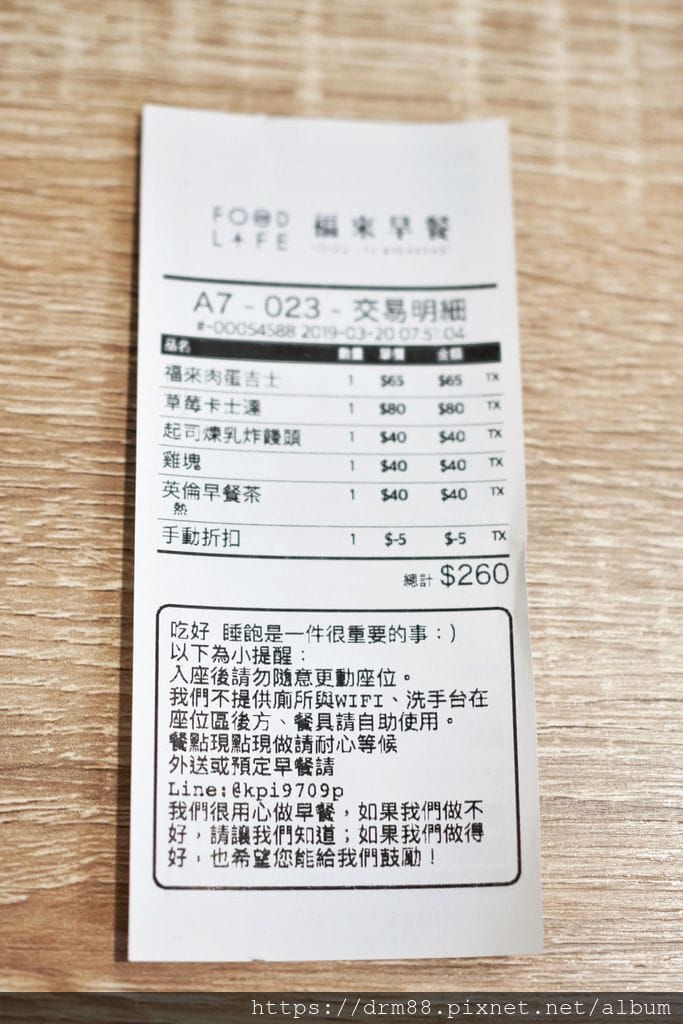 FOOD 福來早餐
LIFE
A7 - 023 - 交易明細
#-00054588 2019-03-20 07:51:04
品名 數量 單價 金額
福來肉蛋吉士 1 $65 $65 TX
草莓卡士達 1 $80 $80 TX
起司煉乳炸饅頭 1 $40 $40 TX
雞塊 1 $40 $40 TX
英倫早餐茶 1 $40 $40 TX
熱
手動折扣 1 $-5 $-5 TX
總計 $260
吃好 睡飽是一件很重要的事：)
以下為小提醒：
入座後請勿隨意更動座位。
我們不提供廁所與WIFI、洗手台在
座位區後方、餐具請自助使用。
餐點現點現做請耐心等候
外送或預定早餐請
Line:@kpi9709p
我們很用心做早餐，如果我們做不
好，請讓我們知道；如果我們做得
好，也希望您能給我們鼓勵！
https://drm88.pixnet.net/album